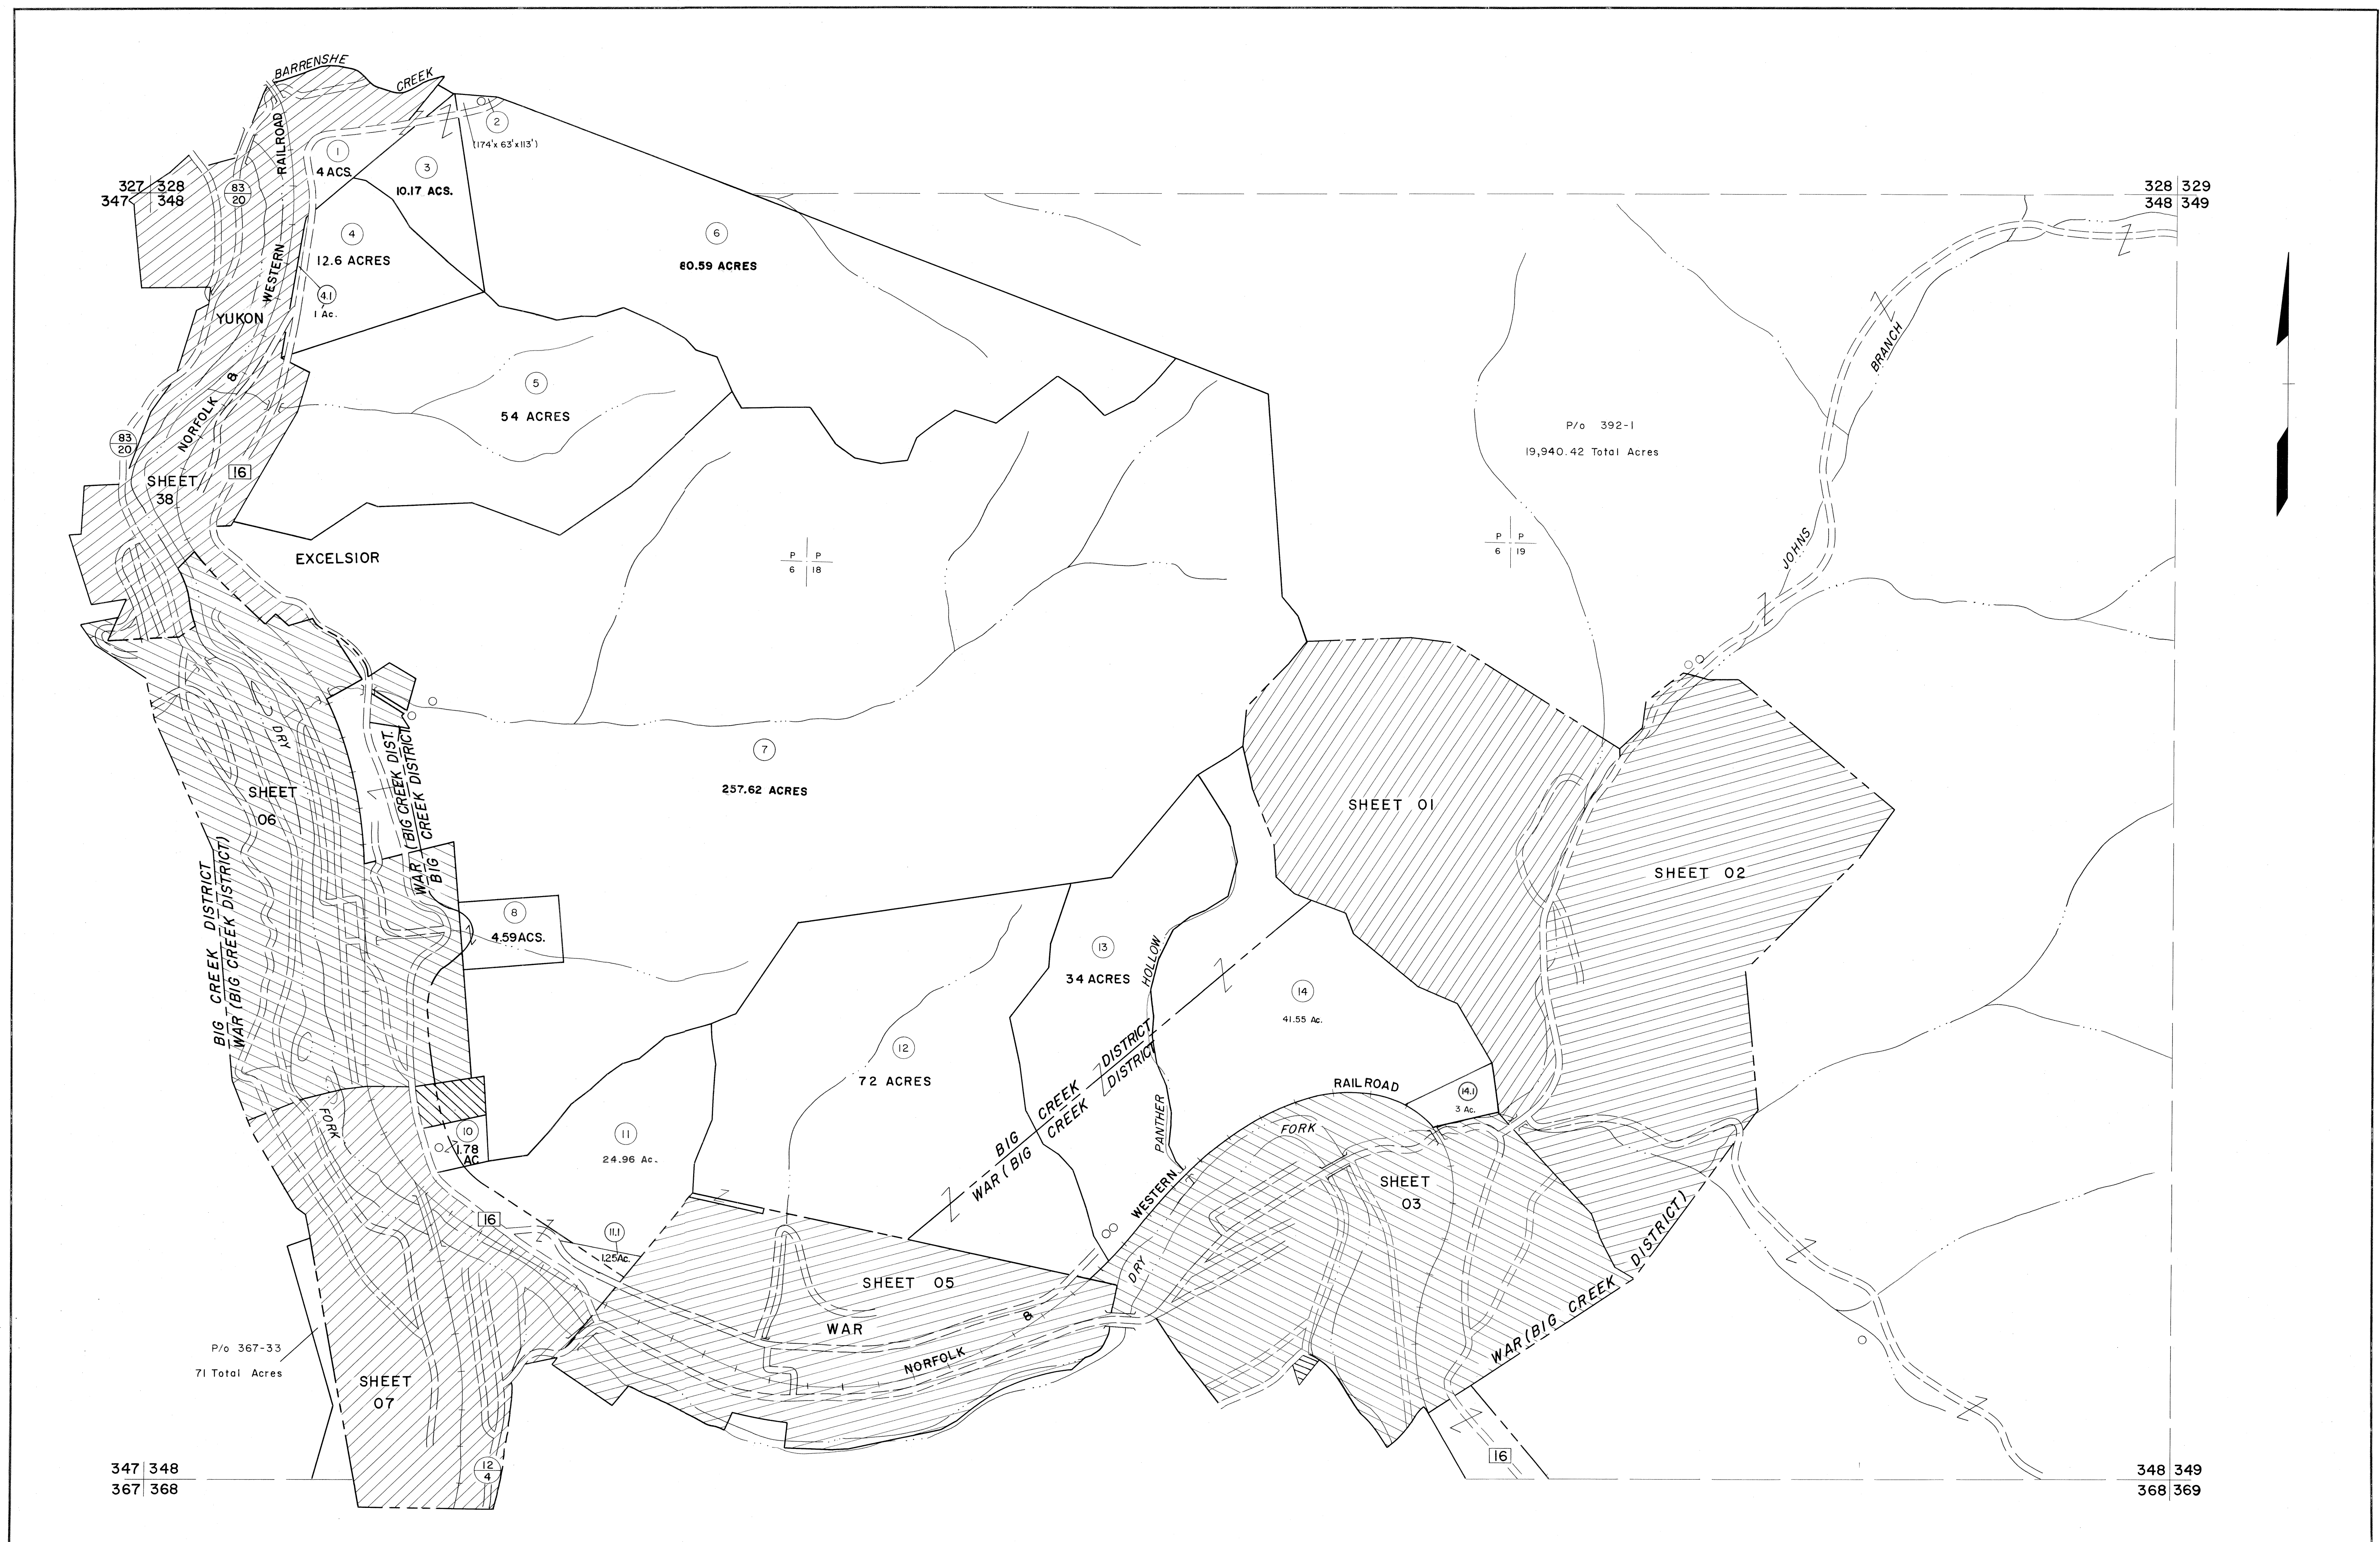 BARRENSHE
CREEK
RAILROAD
2
(174'x 63'x113')
1
4 ACS.
3
10.17 ACS.
327 328
347 348
83
20
328 329
348 349
4
12.6 ACRES
6
80.59 ACRES
WESTERN
4.1
1 Ac.
YUKON
BRANCH
8
5
54 ACRES
NORFOLK
83
20
P/o 392-1
19,940.42 Total Acres
16
SHEET
38
EXCELSIOR
P P
6 18
P P
6 19
JOHNS
DRY
7
257.62 ACRES
WAR (BIG CREEK DIST.
BIG CREEK DISTRICT
SHEET
06
SHEET 01
SHEET 02
BIG CREEK DISTRICT
WAR (BIG CREEK DISTRICT)
8
4.59 ACS.
13
34 ACRES
HOLLOW
14
41.55 Ac.
12
72 ACRES
BIG CREEK DISTRICT
WAR (BIG CREEK DISTRICT
RAILROAD
14.1
3 Ac.
FORK
PANTHER
FORK
10
1.78
AC
11
24.96 Ac.
SHEET
03
WESTERN
16
11.1
1.25Ac.
DRY
SHEET 05
WAR
8
NORFOLK
WAR (BIG CREEK DISTRICT)
P/o 367-33
71 Total Acres
SHEET
07
16
12
4
347 348
367 368
348 349
368 369